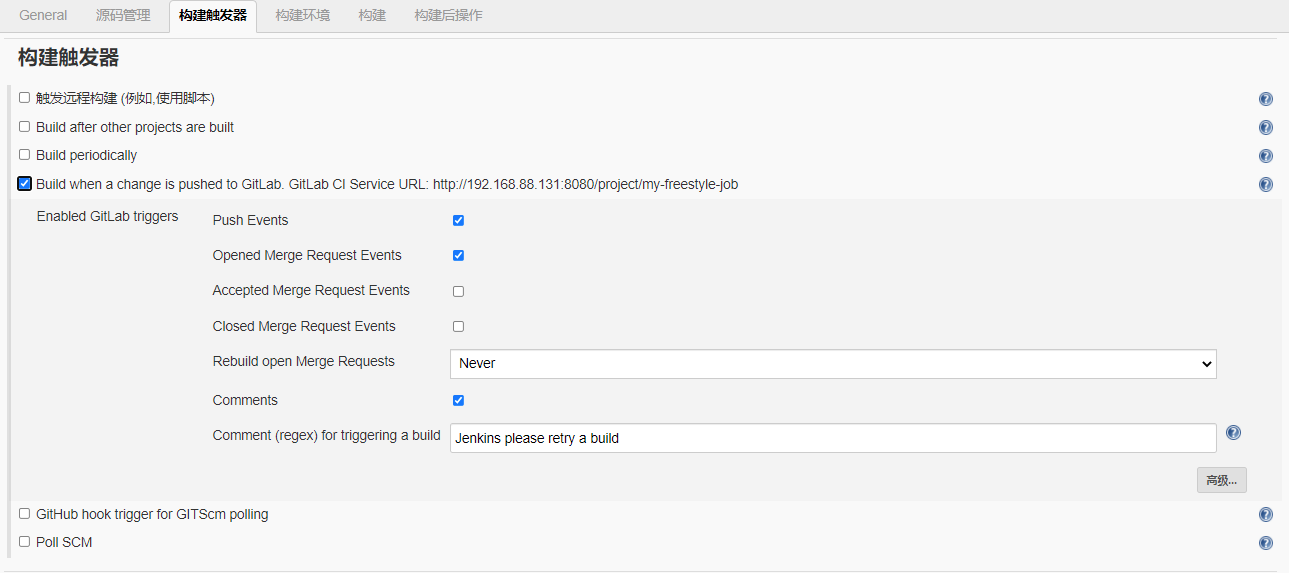 General 源码管理 构建触发器 构建环境 构建 构建后操作
构建触发器
触发远程构建 (例如,使用脚本)
Build after other projects are built
Build periodically
Build when a change is pushed to GitLab. GitLab CI Service URL: http://192.168.88.131:8080/project/my-freestyle-job
Enabled GitLab triggers
Push Events
Opened Merge Request Events
Accepted Merge Request Events
Closed Merge Request Events
Rebuild open Merge Requests Never
Comments
Comment (regex) for triggering a build Jenkins please retry a build
高级...
GitHub hook trigger for GITScm polling
Poll SCM